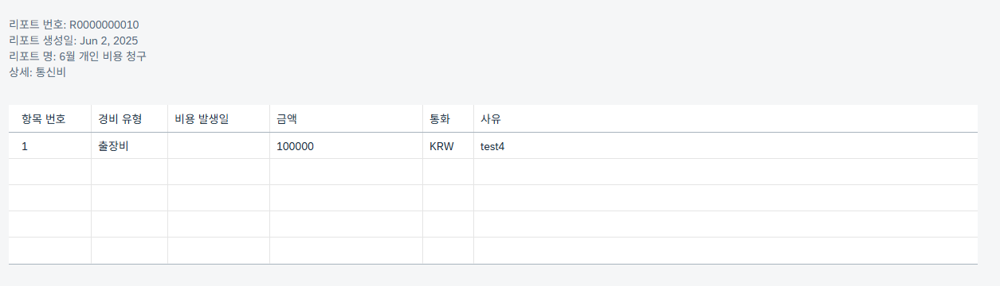 리포트 번호: R0000000010
리포트 생성일: Jun 2, 2025
리포트 명: 6월 개인 비용 청구
상세: 통신비
항목 번호 경비 유형 비용 발생일 금액 통화 사유
1 출장비 100000 KRW test4